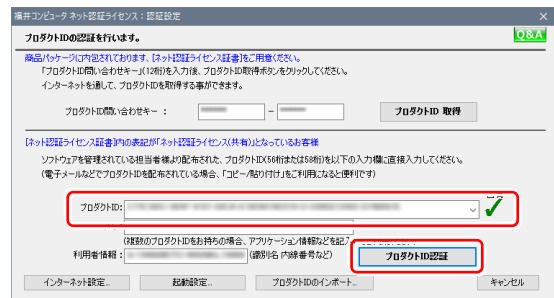 福井コンピュータ ネット認証ライセンス：認証設定
プロダクトIDの認証を行います。
Q&A
商品パッケージに内包されております、【ネット認証ライセンス証書】をご用意ください。
「プロダクトID問い合わせキー」(12桁)を入力後、プロダクトID取得ボタンをクリックしてください。
インターネットを通して、プロダクトIDを取得する事ができます。
プロダクトID問い合わせキー ：
-
プロダクトID 取得
【ネット認証ライセンス証書】内の表記が「ネット認証ライセンス(共有)」となっているお客様
ソフトウェアを管理されている担当者様より配布された、プロダクトID(56桁または58桁)を以下の入力欄に直接入力してください。
(電子メールなどでプロダクトIDを配布されている場合、「コピー/貼り付け」をご利用になると便利です)
プロダクトID:
(複数のプロダクトIDをお持ちの場合、アプリケーション情報などを記入
利用者情報：
(識別名 内線番号など)
プロダクトID認証
インターネット設定...
起動設定...
プロダクトIDのインポート...
キャンセル